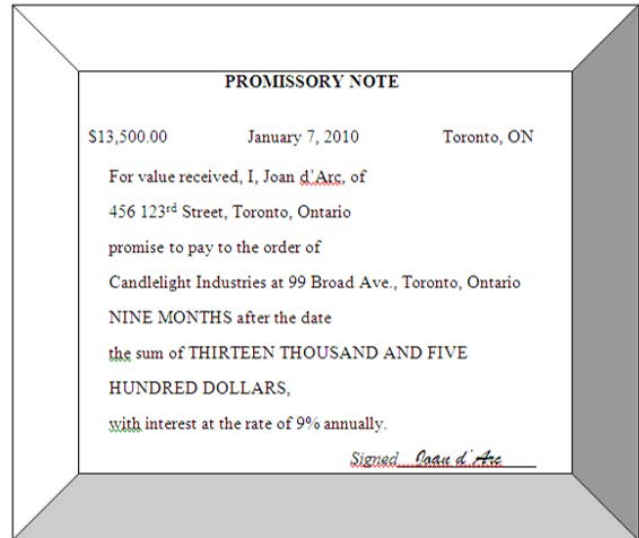 PROMISSORY NOTE
$13,500.00 January 7, 2010 Toronto, ON
For value received, I, Joan d'Arc, of
456 123rd Street, Toronto, Ontario
promise to pay to the order of
Candlelight Industries at 99 Broad Ave., Toronto, Ontario
NINE MONTHS after the date
the sum of THIRTEEN THOUSAND AND FIVE
HUNDRED DOLLARS,
with interest at the rate of 9% annually.
Signed Joan d'Arc